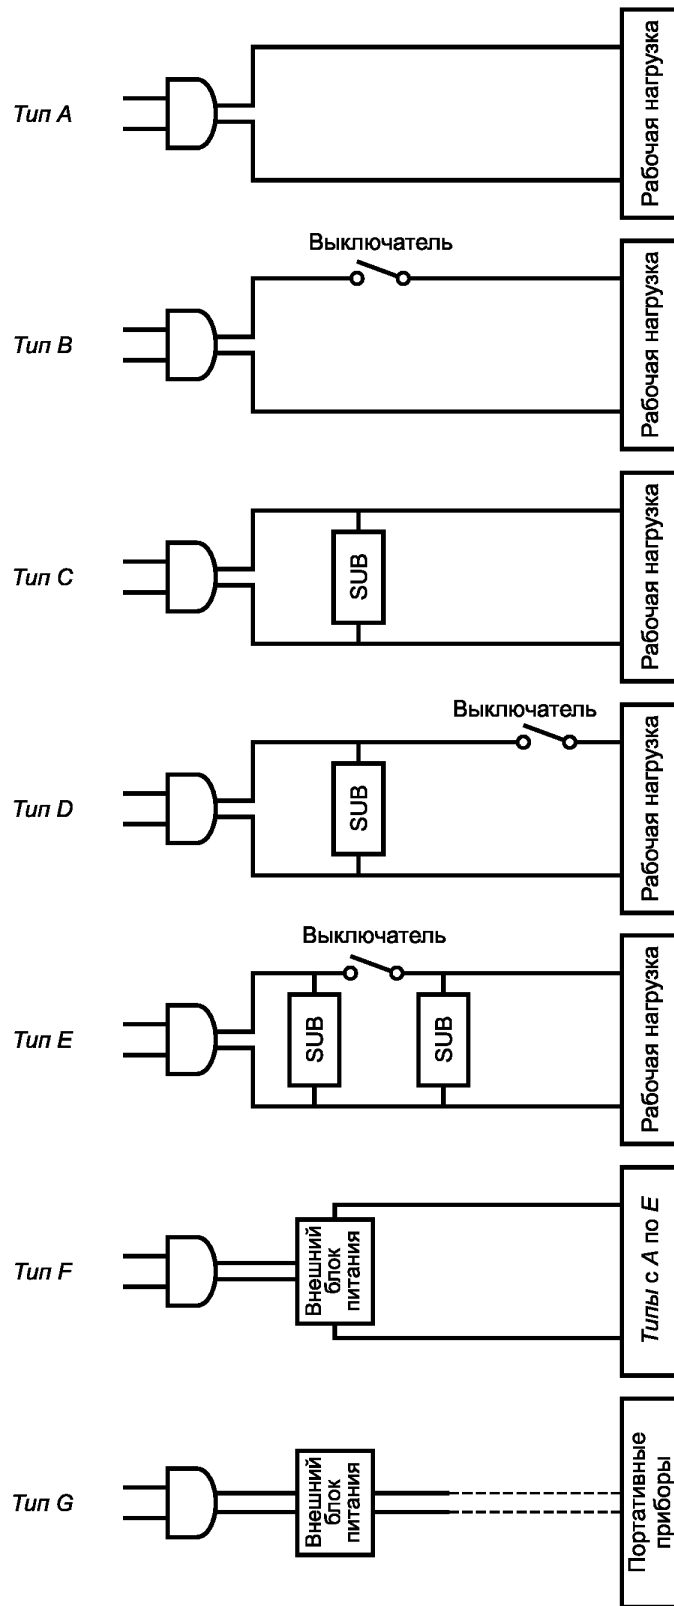 Тип A
Рабочая нагрузка
Выключатель
Тип B
Рабочая нагрузка
Тип C
SUB
Рабочая нагрузка
Выключатель
Тип D
SUB
Рабочая нагрузка
Выключатель
Тип E
SUB
SUB
Рабочая нагрузка
Тип F
Внешний
блок
питания
Типы с A по E
Тип G
Внешний
блок
питания
Портативные
приборы